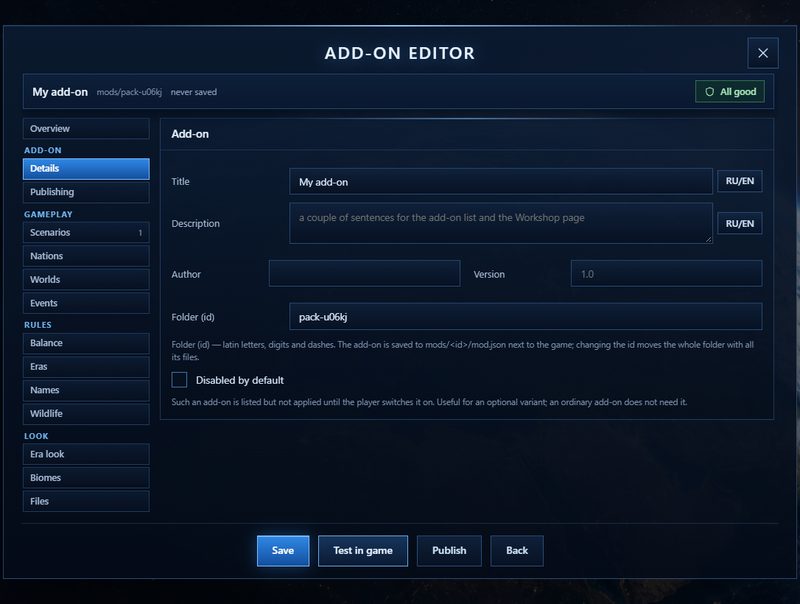 ADD-ON EDITOR
My add-on mods/pack-u06kj never saved All good
Overview
ADD-ON
Details
Publishing
GAMEPLAY
Scenarios 1
Nations
Worlds
Events
RULES
Balance
Eras
Names
Wildlife
LOOK
Era look
Biomes
Files
Add-on
Title My add-on RU/EN
Description a couple of sentences for the add-on list and the Workshop page RU/EN
Author Version 1.0
Folder (id) pack-u06kj
Folder (id) — latin letters, digits and dashes. The add-on is saved to mods/<id>/mod.json next to the game; changing the id moves the whole folder with all
its files.
Disabled by default
Such an add-on is listed but not applied until the player switches it on. Useful for an optional variant; an ordinary add-on does not need it.
Save Test in game Publish Back